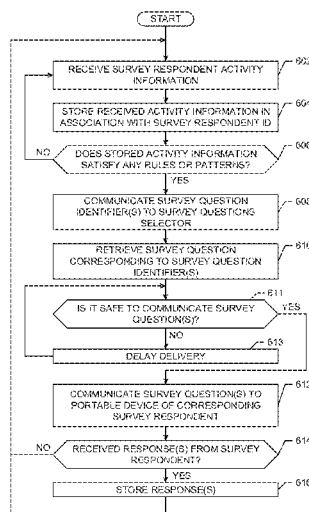 START
RECEIVE SURVEY RESPONDENT ACTIVITY
INFORMATION
602
STORE RECEIVED ACTIVITY INFORMATION IN
ASSOCIATION WITH SURVEY RESPONDENT ID
604
DOES STORED ACTIVITY INFORMATION
SATISFY ANY RULES OR PATTERNS?
606
NO
YES
COMMUNICATE SURVEY QUESTION
IDENTIFIER(S) TO SURVEY QUESTIONS
SELECTOR
608
RETRIEVE SURVEY QUESTION
CORRESPONDING TO SURVEY QUESTION
IDENTIFIER(S)
610
611
IS IT SAFE TO COMMUNICATE SURVEY
QUESTION(S)?
YES
NO
613
DELAY DELIVERY
COMMUNICATE SURVEY QUESTION(S) TO
PORTABLE DEVICE OF CORRESPONDING
SURVEY RESPONDENT
612
RECEIVED RESPONSE(S) FROM SURVEY
RESPONDENT?
614
NO
YES
STORE RESPONSE(S)
616